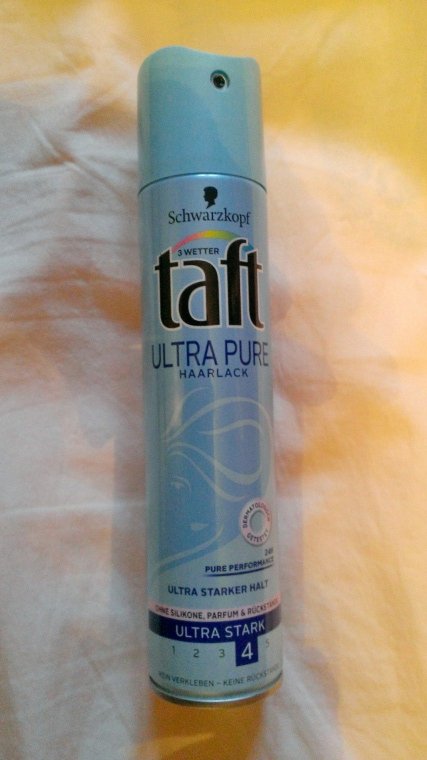 Schwarzkopf
3 WETTER
taft
ULTRA PURE
HAARLACK
DERMATOLOGISCH
GETESTET
24H
PURE PERFORMANCE
ULTRA STARKER HALT
OHNE SILIKONE, PARFUM & RÜCKSTÄNDE
ULTRA STARK
1 2 3 4 5
KEIN VERKLEBEN – KEINE RÜCKSTÄNDE